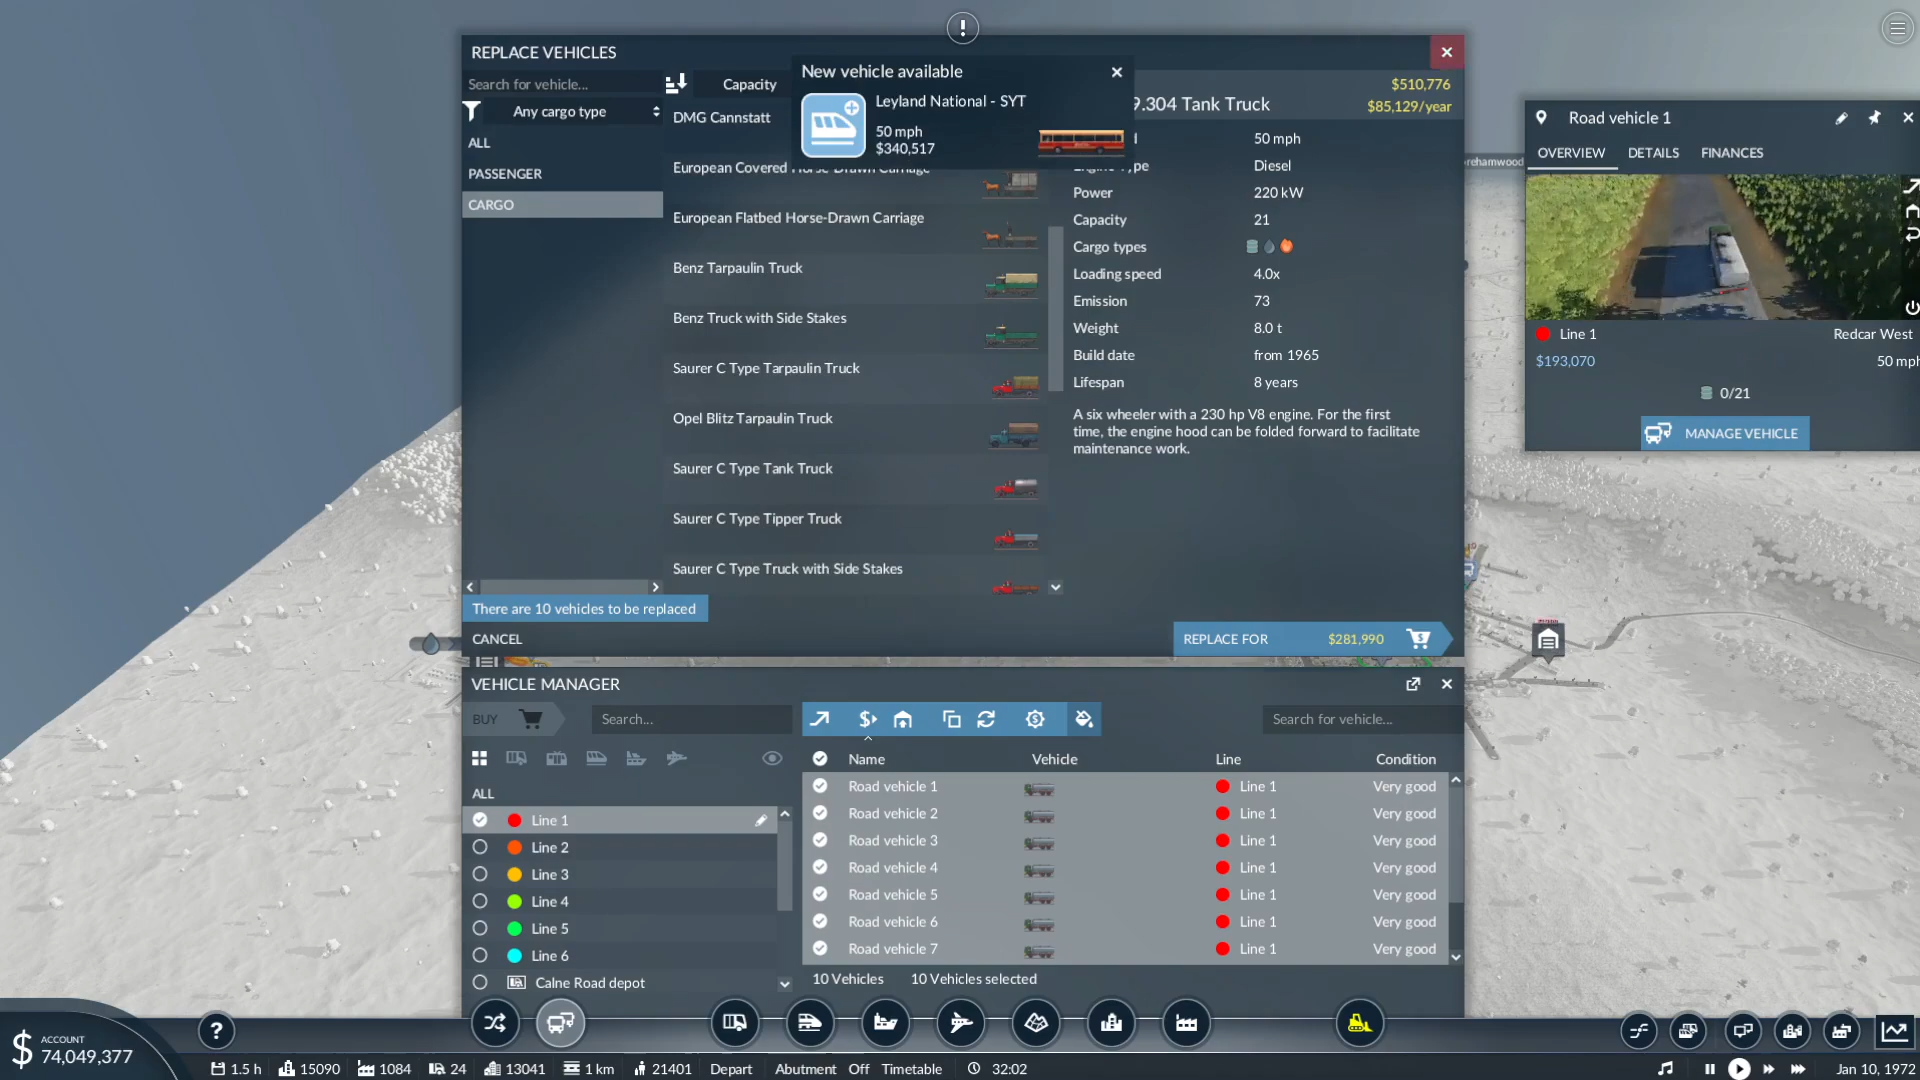 REPLACE VEHICLES
Search for vehicle...
Capacity
Any cargo type
ALL
PASSENGER
CARGO
DMG Cannstatt
European Covered Horse-Drawn Carriage
European Flatbed Horse-Drawn Carriage
Benz Tarpaulin Truck
Benz Truck with Side Stakes
Saurer C Type Tarpaulin Truck
Opel Blitz Tarpaulin Truck
Saurer C Type Tank Truck
Saurer C Type Tipper Truck
Saurer C Type Truck with Side Stakes
New vehicle available
Leyland National - SYT
50 mph
$340,517
9.304 Tank Truck
$510,776
$85,129/year
50 mph
Diesel
Power 220 kW
Capacity 21
Cargo types
Loading speed 4.0x
Emission 73
Weight 8.0 t
Build date from 1965
Lifespan 8 years
A six wheeler with a 230 hp V8 engine. For the first
time, the engine hood can be folded forward to facilitate
maintenance work.
There are 10 vehicles to be replaced
CANCEL
REPLACE FOR $281,990
Road vehicle 1
OVERVIEW DETAILS FINANCES
Line 1 Redcar West
$193,070 50 mph
0/21
MANAGE VEHICLE
VEHICLE MANAGER
BUY
Search...
Search for vehicle...
ALL
Line 1
Line 2
Line 3
Line 4
Line 5
Line 6
Calne Road depot
Name Vehicle Line Condition
Road vehicle 1 Line 1 Very good
Road vehicle 2 Line 1 Very good
Road vehicle 3 Line 1 Very good
Road vehicle 4 Line 1 Very good
Road vehicle 5 Line 1 Very good
Road vehicle 6 Line 1 Very good
Road vehicle 7 Line 1 Very good
10 Vehicles 10 Vehicles selected
ACCOUNT
$ 74,049,377
?
1.5 h 15090 1084 24 13041 1 km 21401 Depart Abutment Off Timetable 32:02
Jan 10, 1972